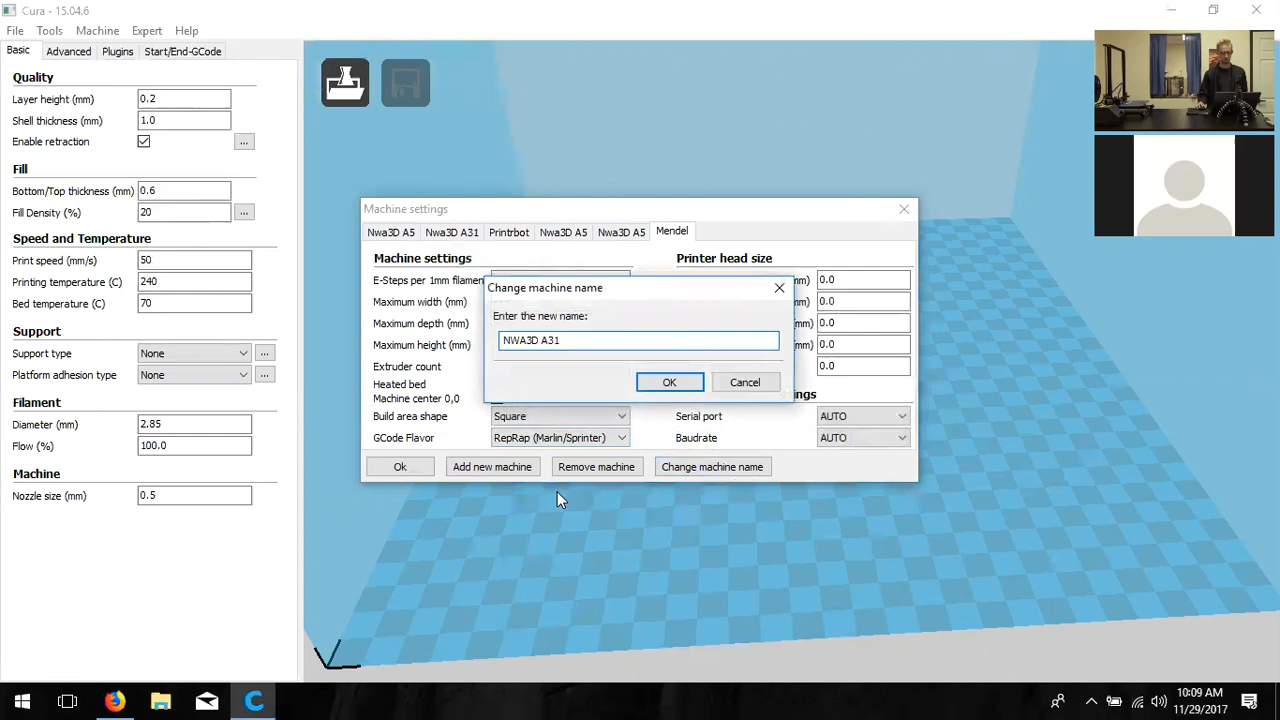 Cura - 15.04.6
File Tools Machine Expert Help
Basic Advanced Plugins Start/End-GCode
Quality
Layer height (mm) 0.2
Shell thickness (mm) 1.0
Enable retraction ...
Fill
Bottom/Top thickness (mm) 0.6
Fill Density (%) 20 ...
Speed and Temperature
Print speed (mm/s) 50
Printing temperature (C) 240
Bed temperature (C) 70
Support
Support type None ...
Platform adhesion type None ...
Filament
Diameter (mm) 2.85
Flow (%) 100.0
Machine
Nozzle size (mm) 0.5
Machine settings
Nwa3D A5 Nwa3D A31 Printrbot Nwa3D A5 Nwa3D A5 Mendel
Machine settings
E-Steps per 1mm filamen
Maximum width (mm)
Maximum depth (mm)
Maximum height (mm)
Extruder count
Heated bed
Machine center 0,0
Build area shape Square
GCode Flavor RepRap (Marlin/Sprinter)
Printer head size
(mm) 0.0
(mm) 0.0
(mm) 0.0
(mm) 0.0
0.0
ings
Serial port AUTO
Baudrate AUTO
Ok Add new machine Remove machine Change machine name
Change machine name
Enter the new name:
NWA3D A31
OK Cancel
10:09 AM
11/29/2017